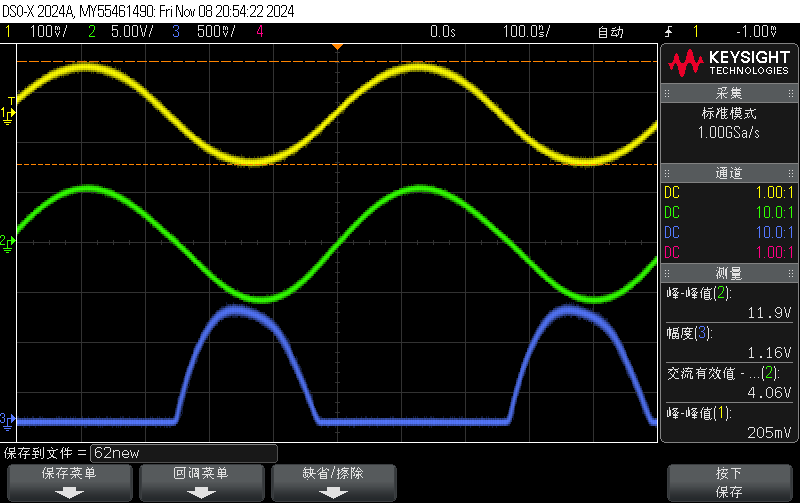 DSO-X 2024A, MY55461490: Fri Nov 08 20:54:22 2024
1 100%/ 2 5.00V/ 3 500%/ 4 0.0s 100.0%/ 自动 1 -1.00V
KEYSIGHT
TECHNOLOGIES
采集
标准模式
1.00GSa/s
通道
DC 1.00:1
DC 10.0:1
DC 10.0:1
DC 1.00:1
测量
峰-峰值(2):
11.9V
幅度(3):
1.16V
交流有效值 - ...(2):
4.06V
峰-峰值(1):
205mV
T
1
2
3
保存到文件 = 62new
保存菜单
回调菜单
缺省/擦除
按下
保存